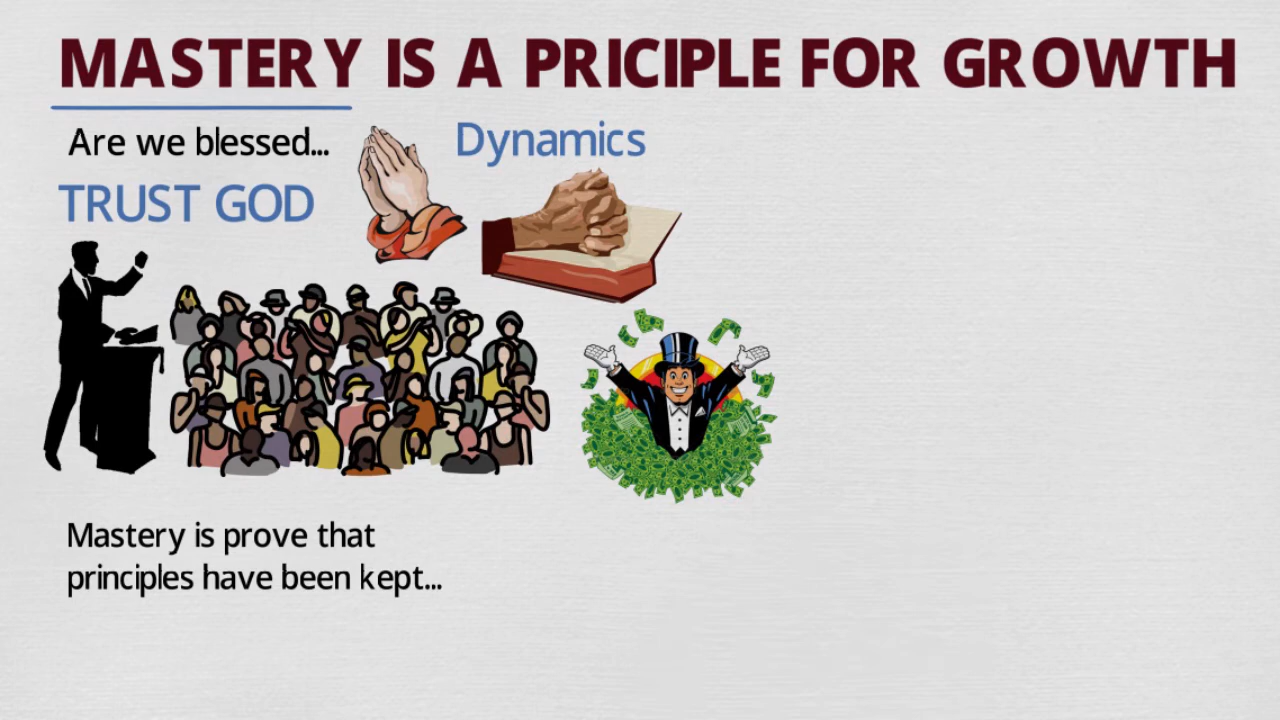 MASTERY IS A PRICIPLE FOR GROWTH
Are we blessed...
Dynamics
TRUST GOD
Mastery is prove that
principles have been kept...